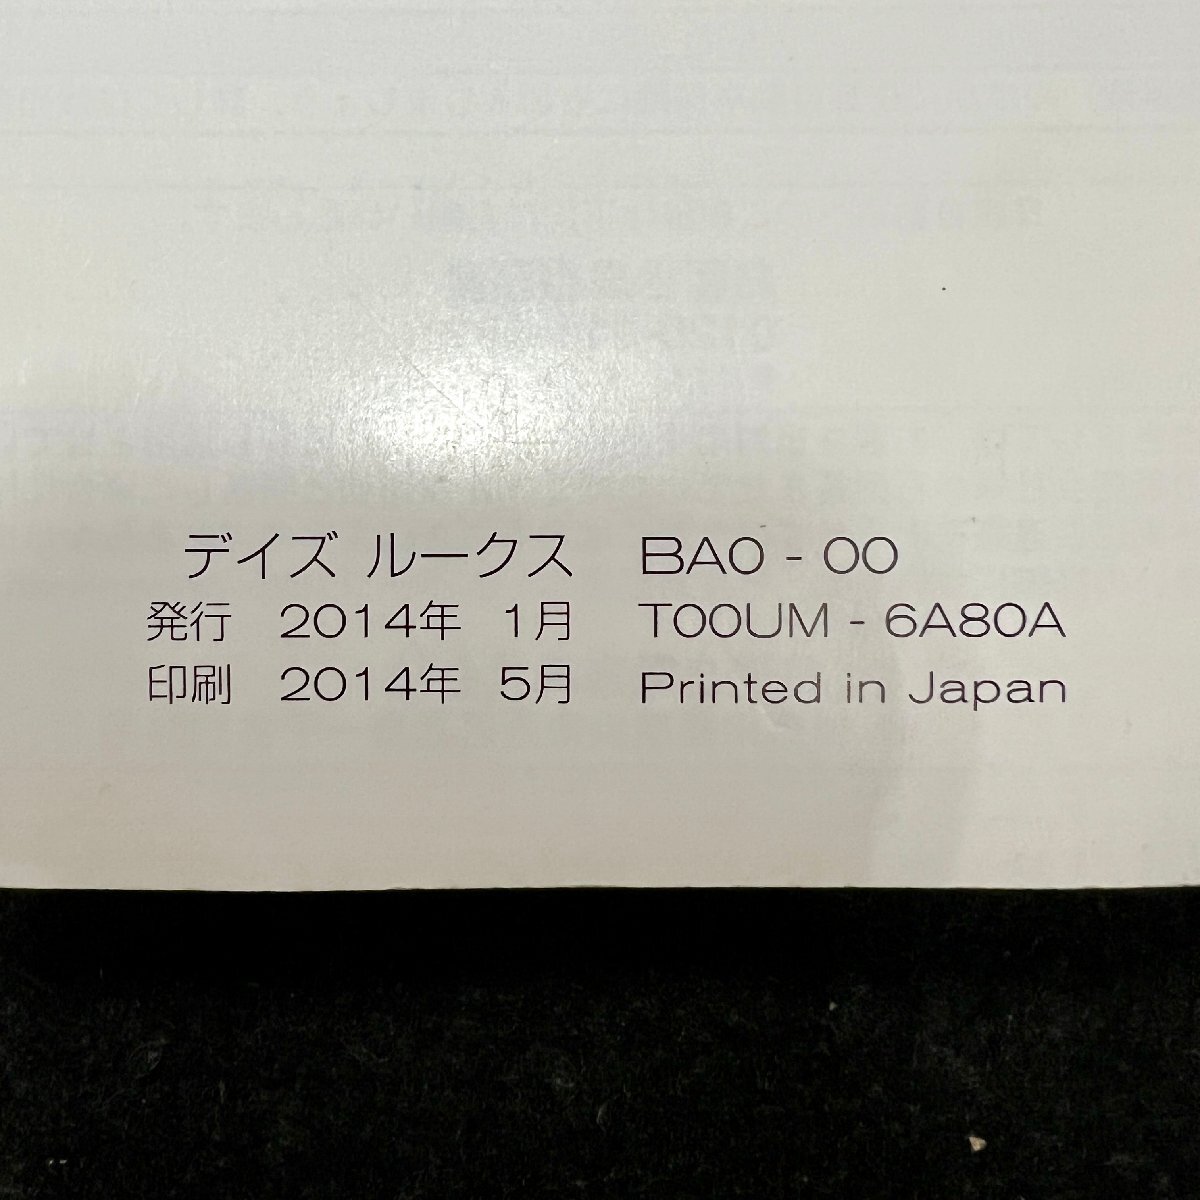 デイズ ルークス BA0 - 00
発行 2014年 1月 T00UM - 6A80A
印刷 2014年 5月 Printed in Japan